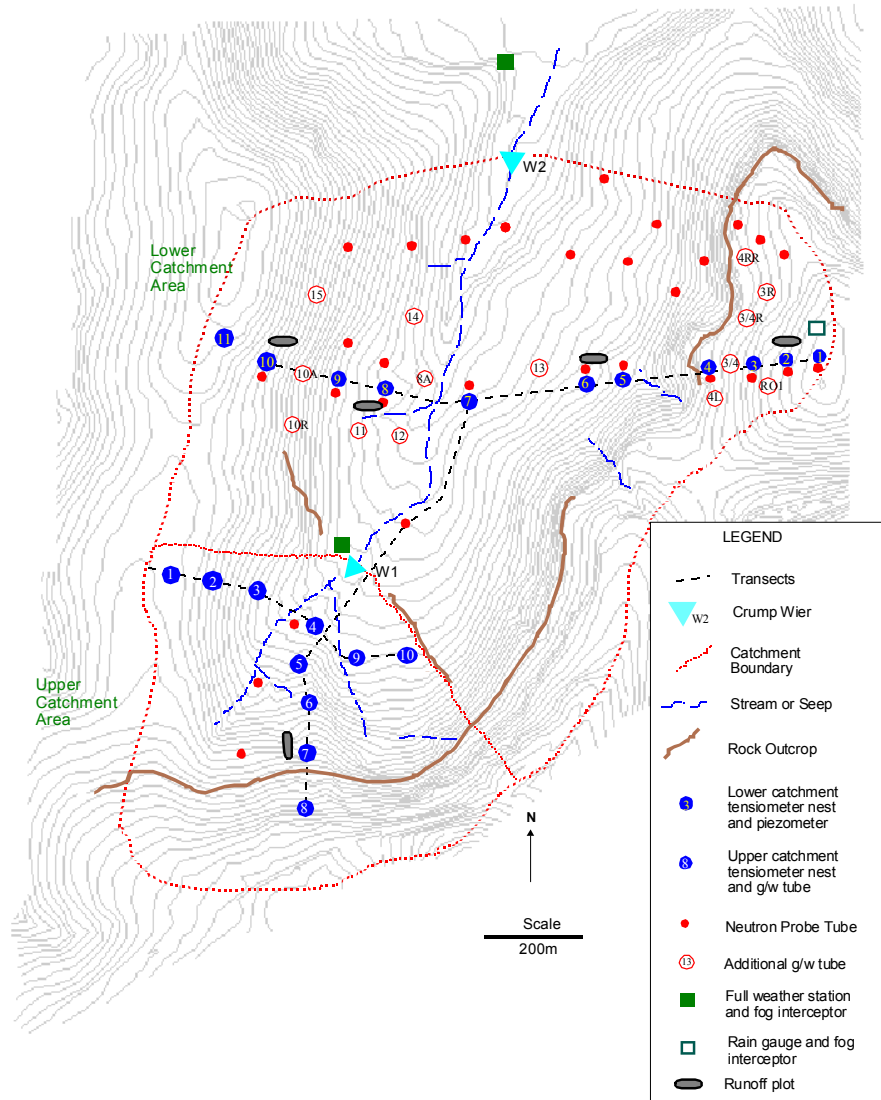 W2
Lower
Catchment
Area
4RR
15
3R
14
3/4R
11
10
10A
9
8
8A
13
7
6
5
4
3/4
3
2
1
4L
RO1
10R
11
12
W1
1
2
3
4
5
9
10
Upper
Catchment
Area
6
7
8
N
Scale
200m
LEGEND
Transects
W2
Crump Wier
Catchment
Boundary
Stream or Seep
Rock Outcrop
3
Lower catchment
tensiometer nest
and piezometer
8
Upper catchment
tensiometer nest
and g/w tube
Neutron Probe Tube
13
Additional g/w tube
Full weather station
and fog interceptor
Rain gauge and fog
interceptor
Runoff plot